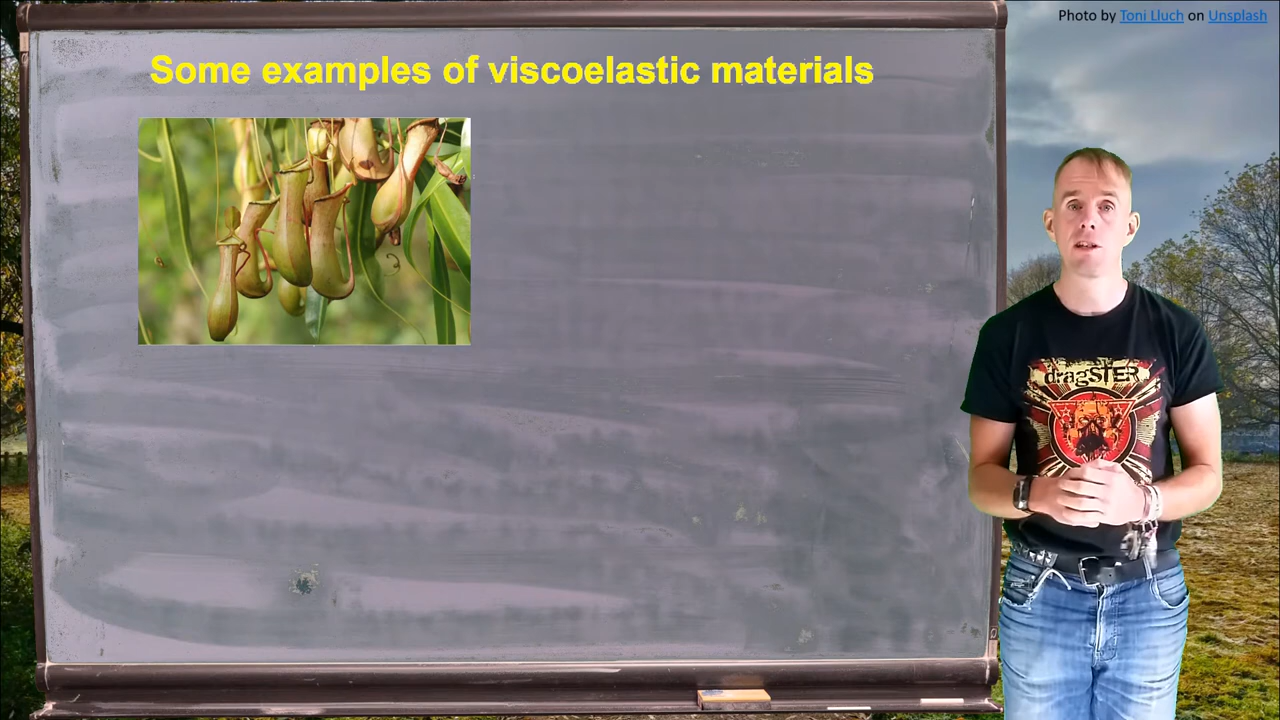 Photo by Toni Lluch on Unsplash
Some examples of viscoelastic materials
dragSTER